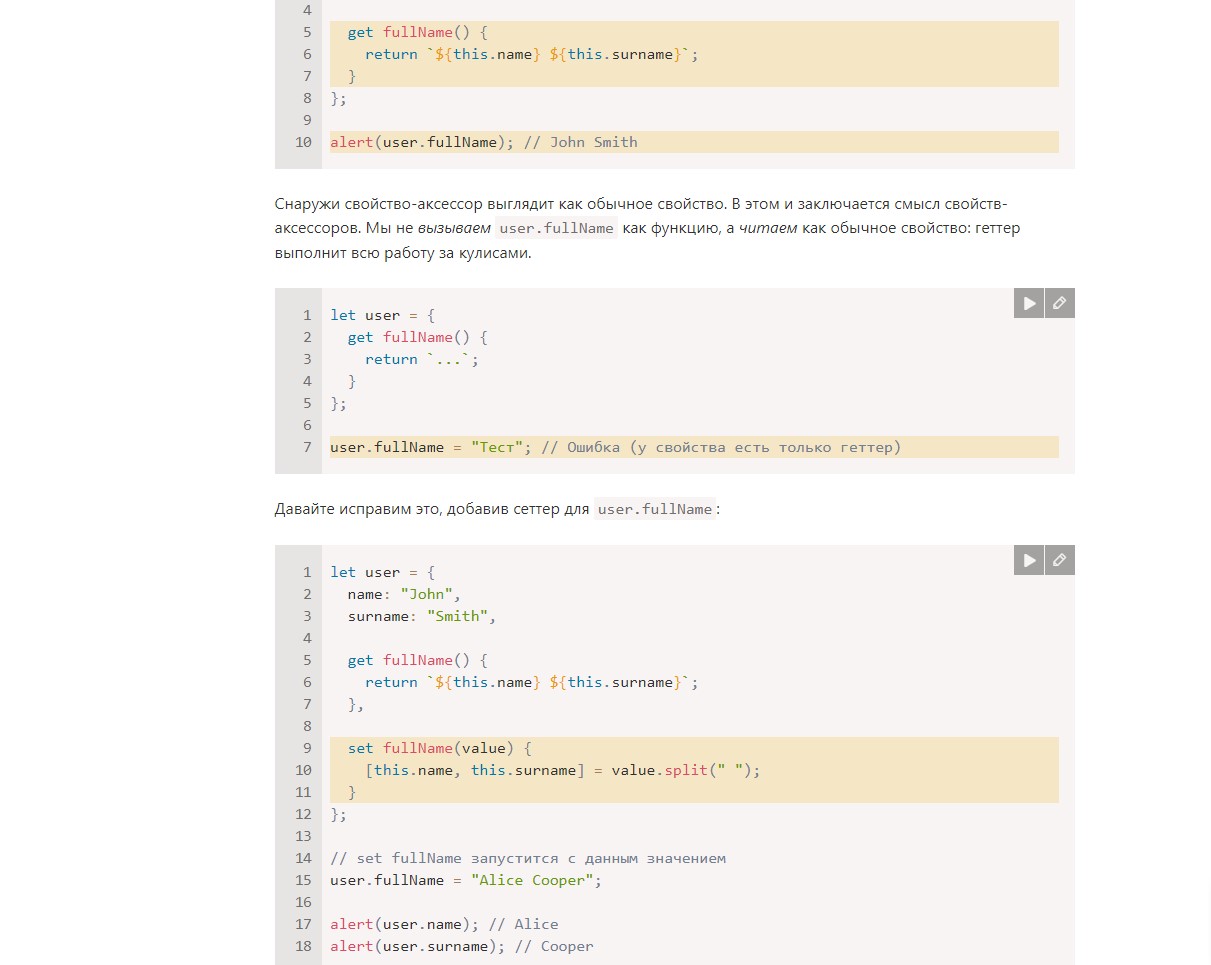 4
5   get fullName() {
6     return `${this.name} ${this.surname}`;
7   }
8 };
9
10 alert(user.fullName); // John Smith
Снаружи свойство-аксессор выглядит как обычное свойство. В этом и заключается смысл свойств-
аксессоров. Мы не вызываем user.fullName как функцию, а читаем как обычное свойство: геттер
выполнит всю работу за кулисами.
1 let user = {
2   get fullName() {
3     return `...`;
4   }
5 };
6
7 user.fullName = "Тест"; // Ошибка (у свойства есть только геттер)
Давайте исправим это, добавив сеттер для user.fullName:
1 let user = {
2   name: "John",
3   surname: "Smith",
4
5   get fullName() {
6     return `${this.name} ${this.surname}`;
7   },
8
9   set fullName(value) {
10     [this.name, this.surname] = value.split(" ");
11   }
12 };
13
14 // set fullName запустится с данным значением
15 user.fullName = "Alice Cooper";
16
17 alert(user.name); // Alice
18 alert(user.surname); // Cooper